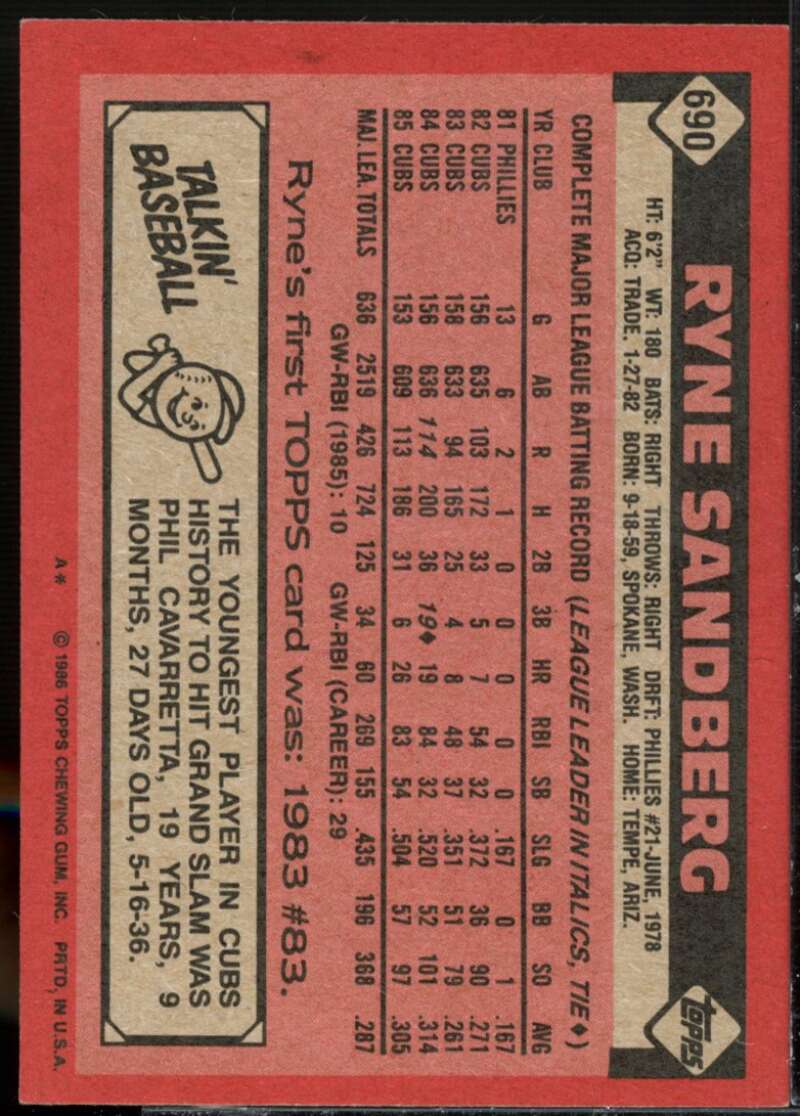 690 RYNE SANDBERG TOPPS
HT: 6'2" WT: 180 BATS: RIGHT THROWS: RIGHT DRFT: PHILLIES #21-JUNE, 1978
ACQ: TRADE, 1-27-82 BORN: 9-18-59, SPOKANE, WASH. HOME: TEMPE, ARIZ.
COMPLETE MAJOR LEAGUE BATTING RECORD (LEAGUE LEADER IN ITALICS, TIE♦)
YR CLUB G AB R H 2B 3B HR RBI SB SLG BB SO AVG
81 PHILLIES 13 6 2 1 0 0 0 0 0 .167 0 1 .167
82 CUBS 156 635 103 172 33 5 7 54 32 .372 36 90 .271
83 CUBS 158 633 94 165 25 4 8 48 37 .351 51 79 .261
84 CUBS 156 636 114 200 36 19♦ 19 84 32 .520 52 101 .314
85 CUBS 153 609 113 186 31 6 26 83 54 .504 57 97 .305
MAJ. LEA. TOTALS 636 2519 426 724 125 34 60 269 155 .435 196 368 .287
GW-RBI (1985): 10 GW-RBI (CAREER): 29
Ryne's first TOPPS card was: 1983 #83.
TALKIN'
BASEBALL
THE YOUNGEST PLAYER IN CUBS
HISTORY TO HIT GRAND SLAM WAS
PHIL CAVARRETTA, 19 YEARS, 9
MONTHS, 27 DAYS OLD, 5-16-36.
A* © 1986 TOPPS CHEWING GUM, INC. PRTD. IN U.S.A.